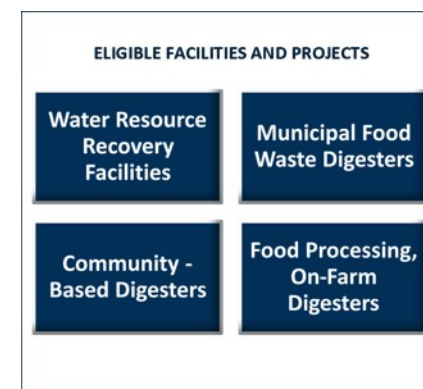 ELIGIBLE FACILITIES AND PROJECTS
Water Resource
Recovery
Facilities
Municipal Food
Waste Digesters
Community -
Based Digesters
Food Processing,
On-Farm
Digesters